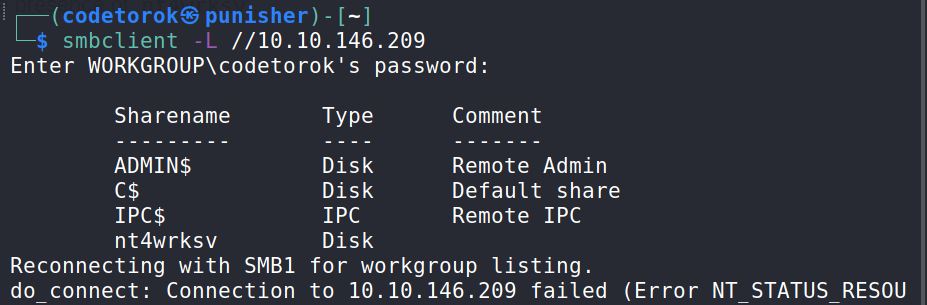 ┌──(codetorok㉿punisher)-[~]
└─$ smbclient -L //10.10.146.209
Enter WORKGROUP\codetorok's password:
Sharename Type Comment
--------- ---- -------
ADMIN$ Disk Remote Admin
C$ Disk Default share
IPC$ IPC Remote IPC
nt4wrksv Disk
Reconnecting with SMB1 for workgroup listing.
do_connect: Connection to 10.10.146.209 failed (Error NT_STATUS_RESOU